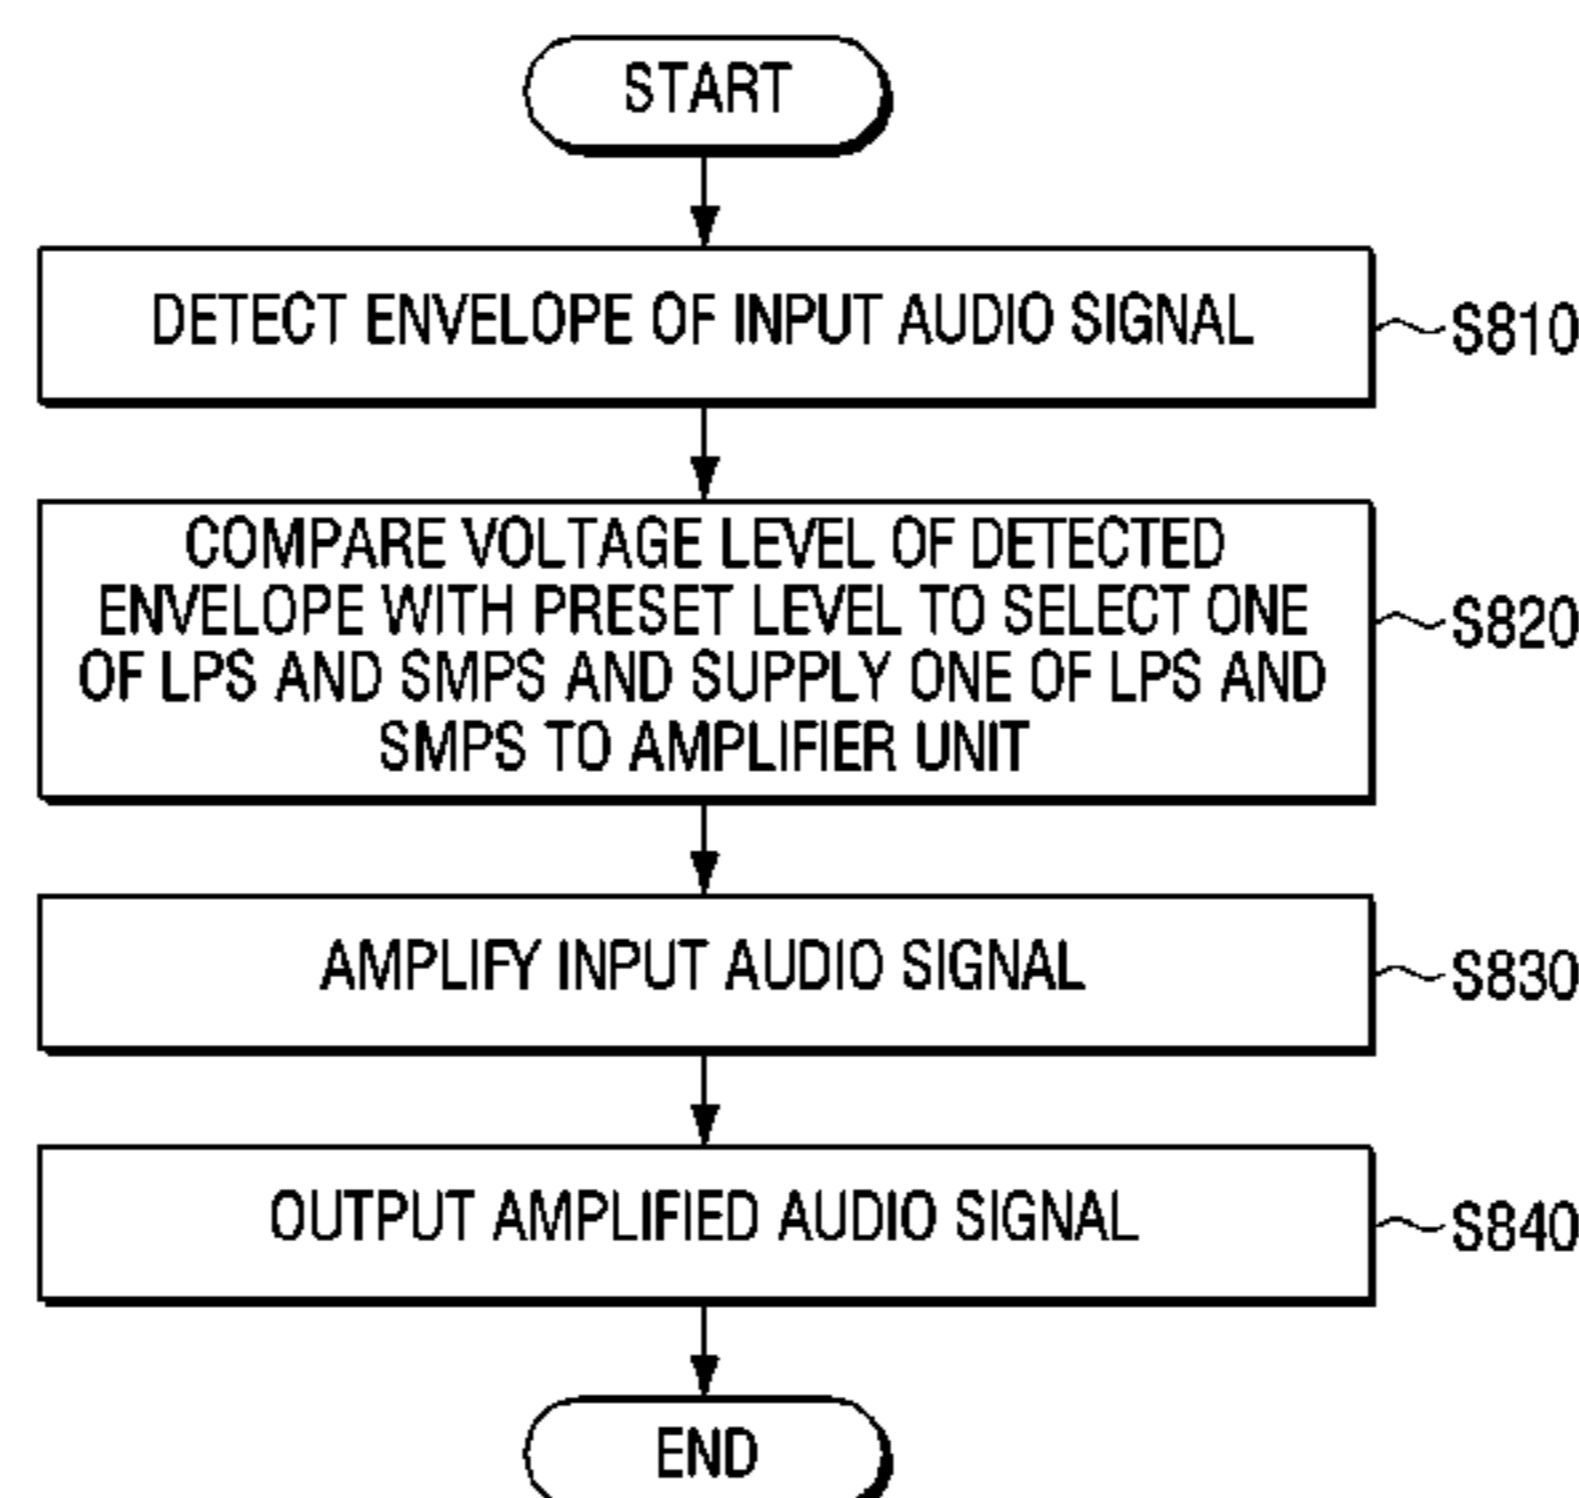 START
DETECT ENVELOPE OF INPUT AUDIO SIGNAL
S810
COMPARE VOLTAGE LEVEL OF DETECTED
ENVELOPE WITH PRESET LEVEL TO SELECT ONE
OF LPS AND SMPS AND SUPPLY ONE OF LPS AND
SMPS TO AMPLIFIER UNIT
S820
AMPLIFY INPUT AUDIO SIGNAL
S830
OUTPUT AMPLIFIED AUDIO SIGNAL
S840
END